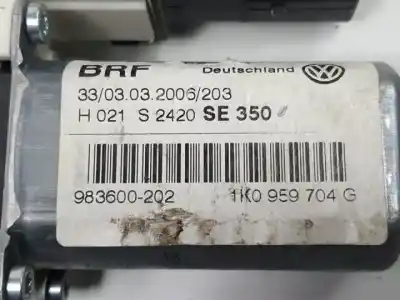 BRF Deutschland
33/03.03.2006/203
H 021 S 2420 SE 350
983600-202 1K0 959 704 G